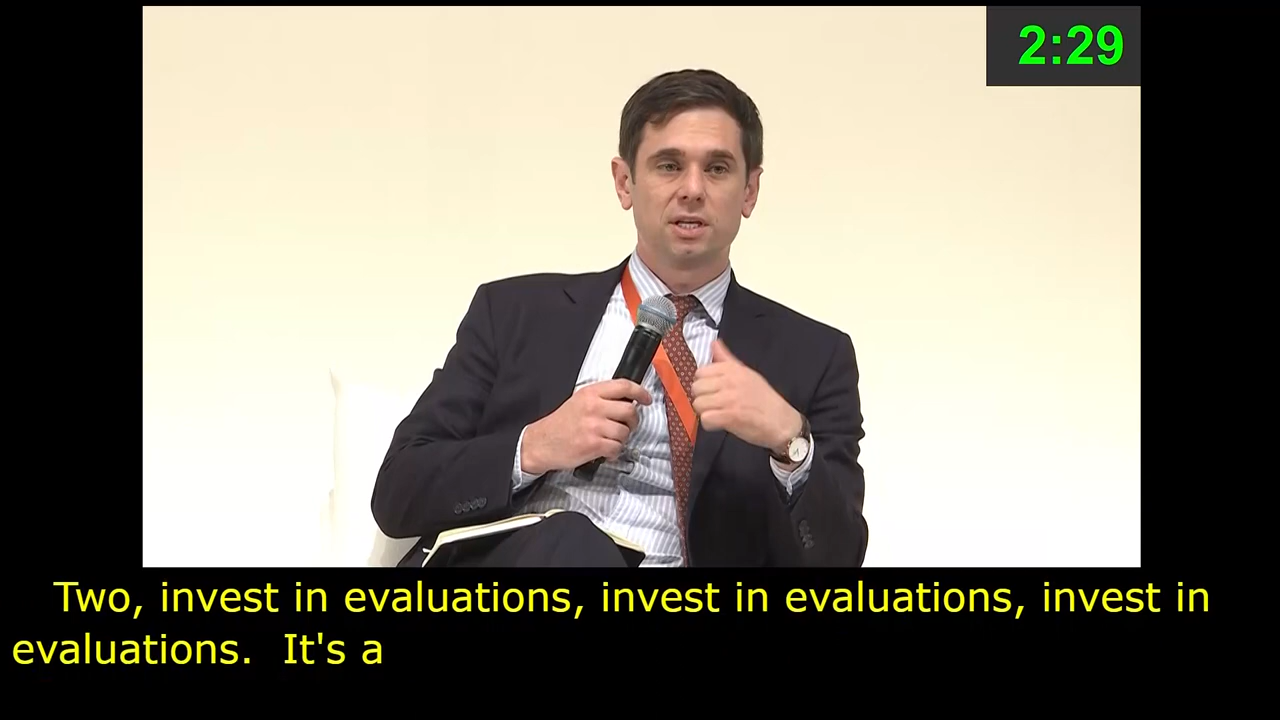 2:29
Two, invest in evaluations, invest in evaluations, invest in
evaluations.  It's a